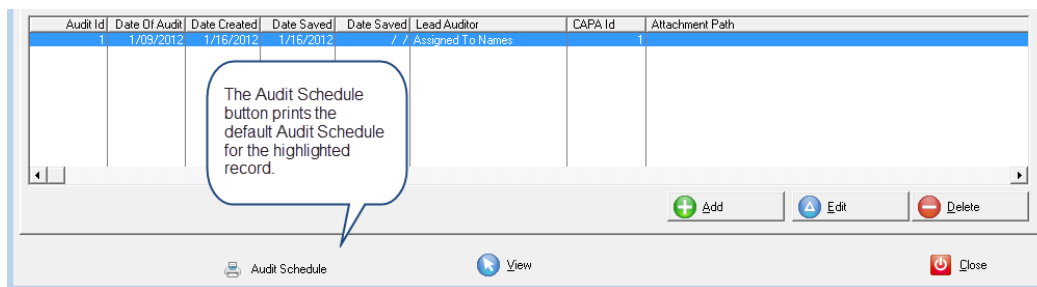 Audit Id Date Of Audit Date Created Date Saved Date Saved Lead Auditor CAPA Id Attachment Path
1 1/09/2012 1/16/2012 1/16/2012 / / Assigned To Names 1
The Audit Schedule
button prints the
default Audit Schedule
for the highlighted
record.
Add Edit Delete
Audit Schedule View Close